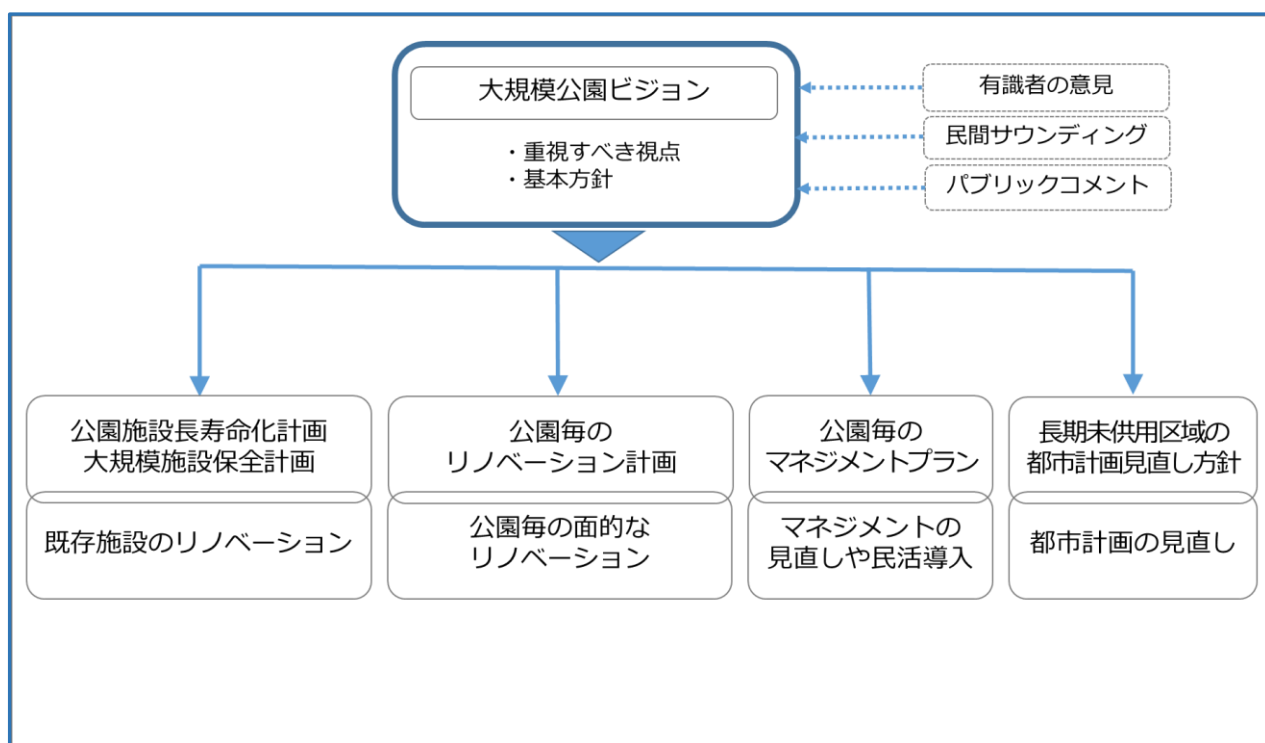 大規模公園ビジョン
・重視すべき視点
・基本方針
有識者の意見
民間サウンディング
パブリックコメント
公園施設長寿命化計画
大規模施設保全計画
既存施設のリノベーション
公園毎の
リノベーション計画
公園毎の面的な
リノベーション
公園毎の
マネジメントプラン
マネジメントの
見直しや民活導入
長期未供用区域の
都市計画見直し方針
都市計画の見直し